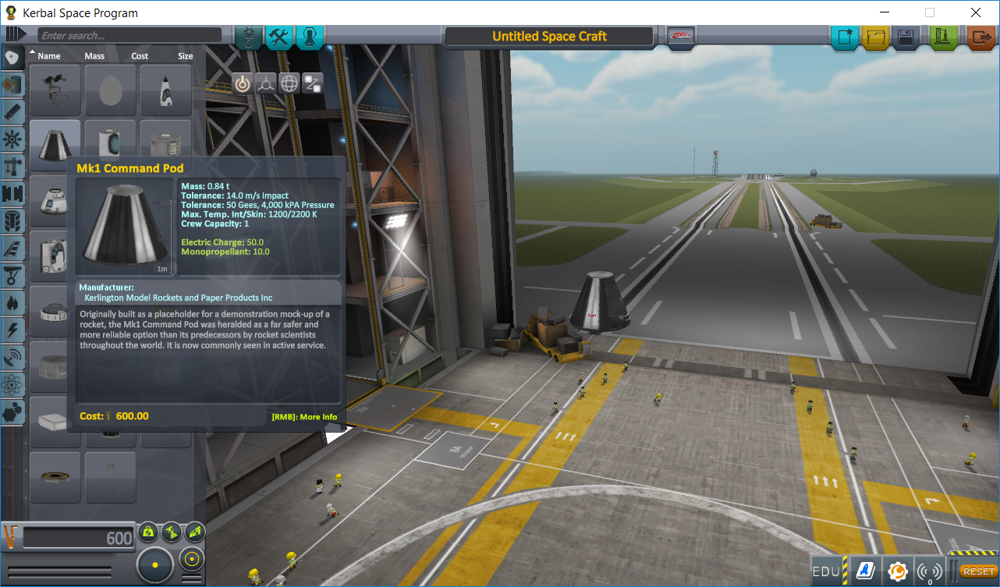 Kerbal Space Program
Enter search...
Untitled Space Craft
Name Mass Cost Size
Mk1 Command Pod
Mass: 0.84 t
Tolerance: 14.0 m/s Impact
Tolerance: 50 Gees, 4,000 kPA Pressure
Max. Temp. Int/Skin: 1200/2200 K
Crew Capacity: 1
Electric Charge: 50.0
Monopropellant: 10.0
1m
Manufacturer:
Kerlington Model Rockets and Paper Products Inc
Originally built as a placeholder for a demonstration mock-up of a
rocket, the Mk1 Command Pod was heralded as a far safer and
more reliable option than its predecessors by rocket scientists
throughout the world. It is now commonly seen in active service.
Cost: 600.00
[RMB]: More Info
8A
600
EDU
0
RESET